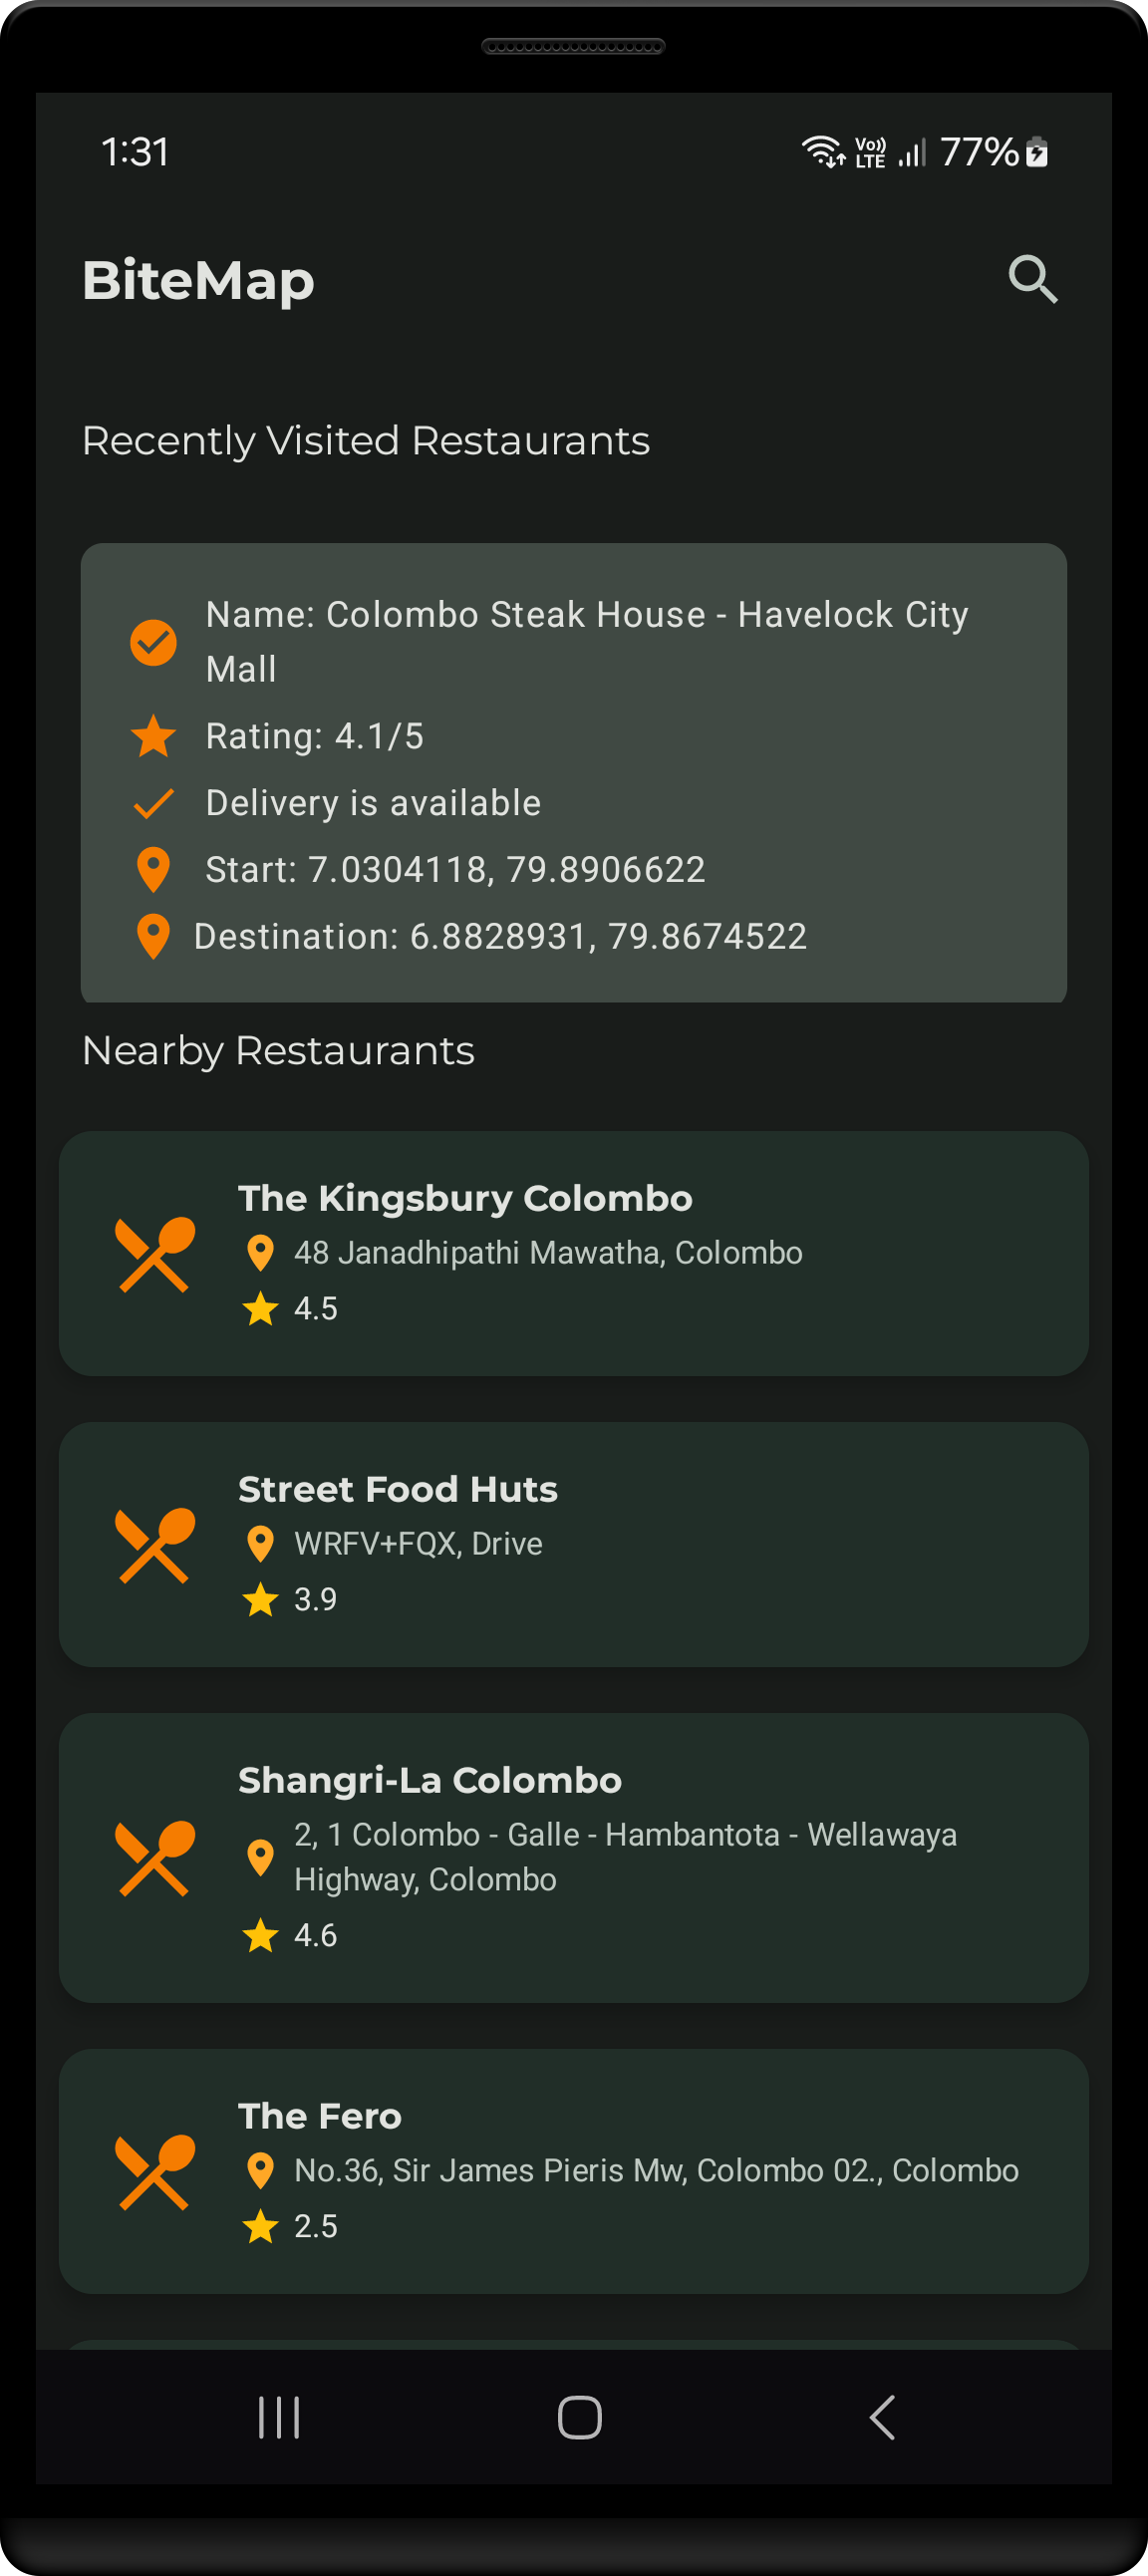 1:31
Vo)) LTE 77%
BiteMap
Recently Visited Restaurants
Name: Colombo Steak House - Havelock City
Mall
Rating: 4.1/5
Delivery is available
Start: 7.0304118, 79.8906622
Destination: 6.8828931, 79.8674522
Nearby Restaurants
The Kingsbury Colombo
48 Janadhipathi Mawatha, Colombo
4.5
Street Food Huts
WRFV+FQX, Drive
3.9
Shangri-La Colombo
2, 1 Colombo - Galle - Hambantota - Wellawaya
Highway, Colombo
4.6
The Fero
No.36, Sir James Pieris Mw, Colombo 02., Colombo
2.5